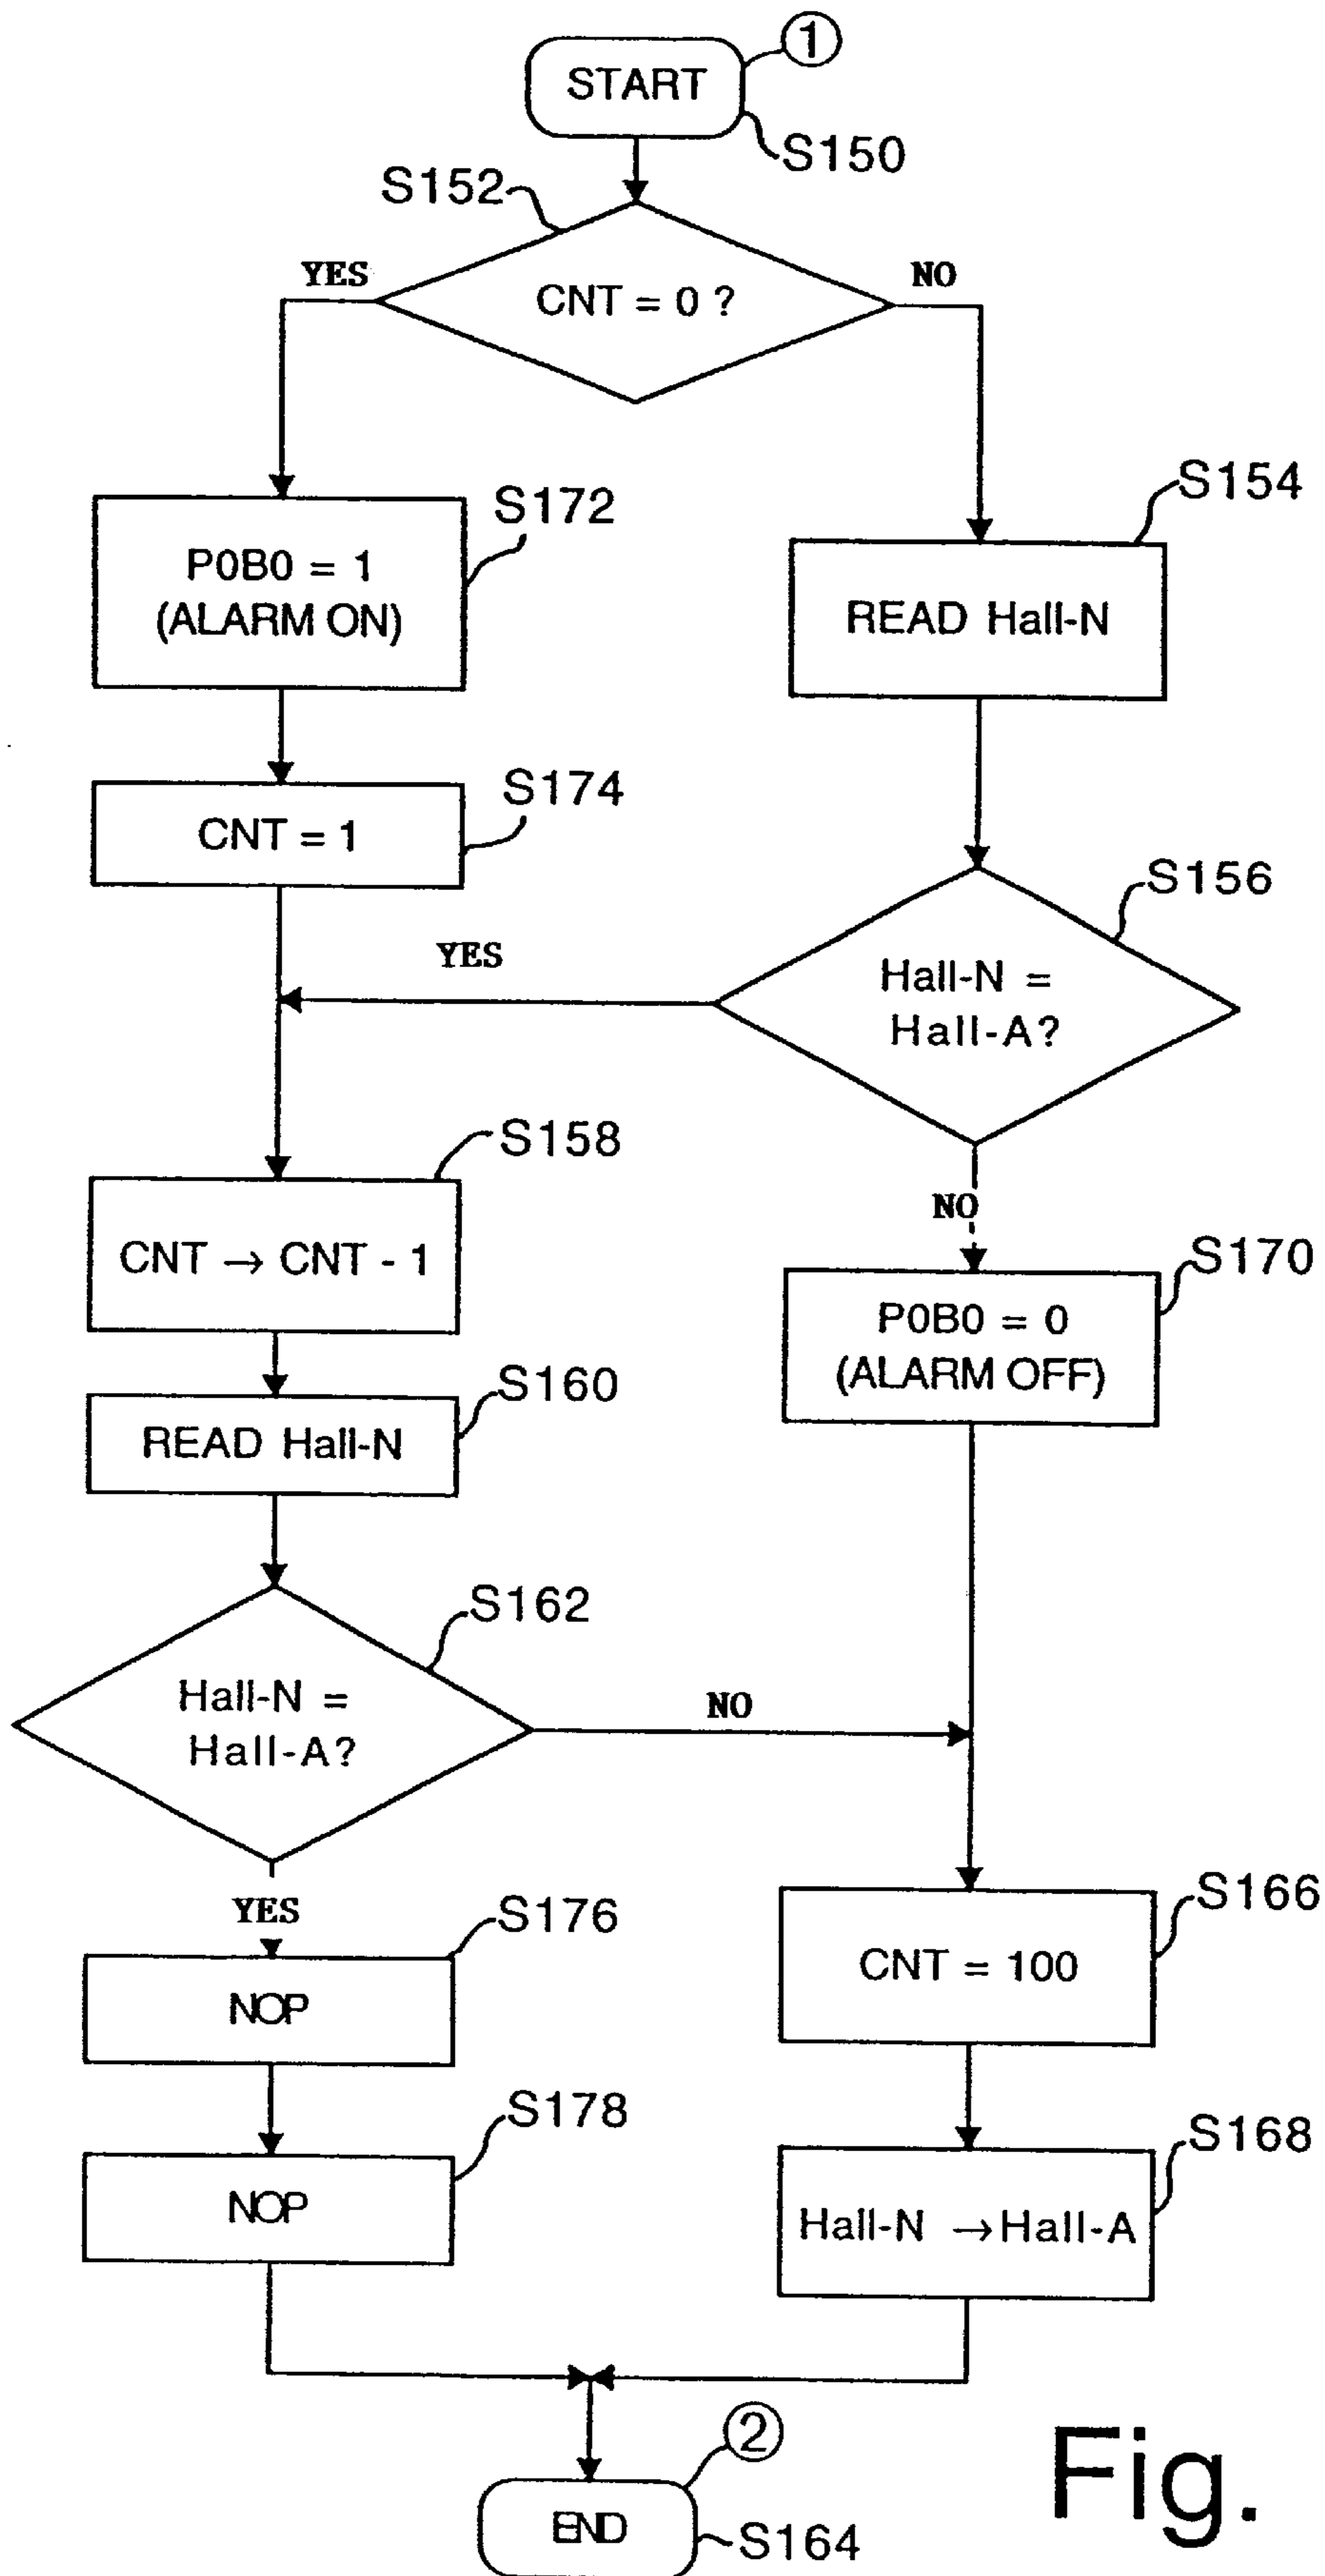 ①
START
S150
S152
YES
NO
CNT = 0 ?
S154
S172
P0B0 = 1
(ALARM ON)
READ Hall-N
S174
CNT = 1
S156
YES
Hall-N =
Hall-A?
S158
NO
CNT → CNT - 1
S170
P0B0 = 0
(ALARM OFF)
S160
READ Hall-N
S162
Hall-N =
Hall-A?
NO
YES
S176
S166
NOP
CNT = 100
S178
S168
NOP
Hall-N → Hall-A
②
END
S164
Fig.